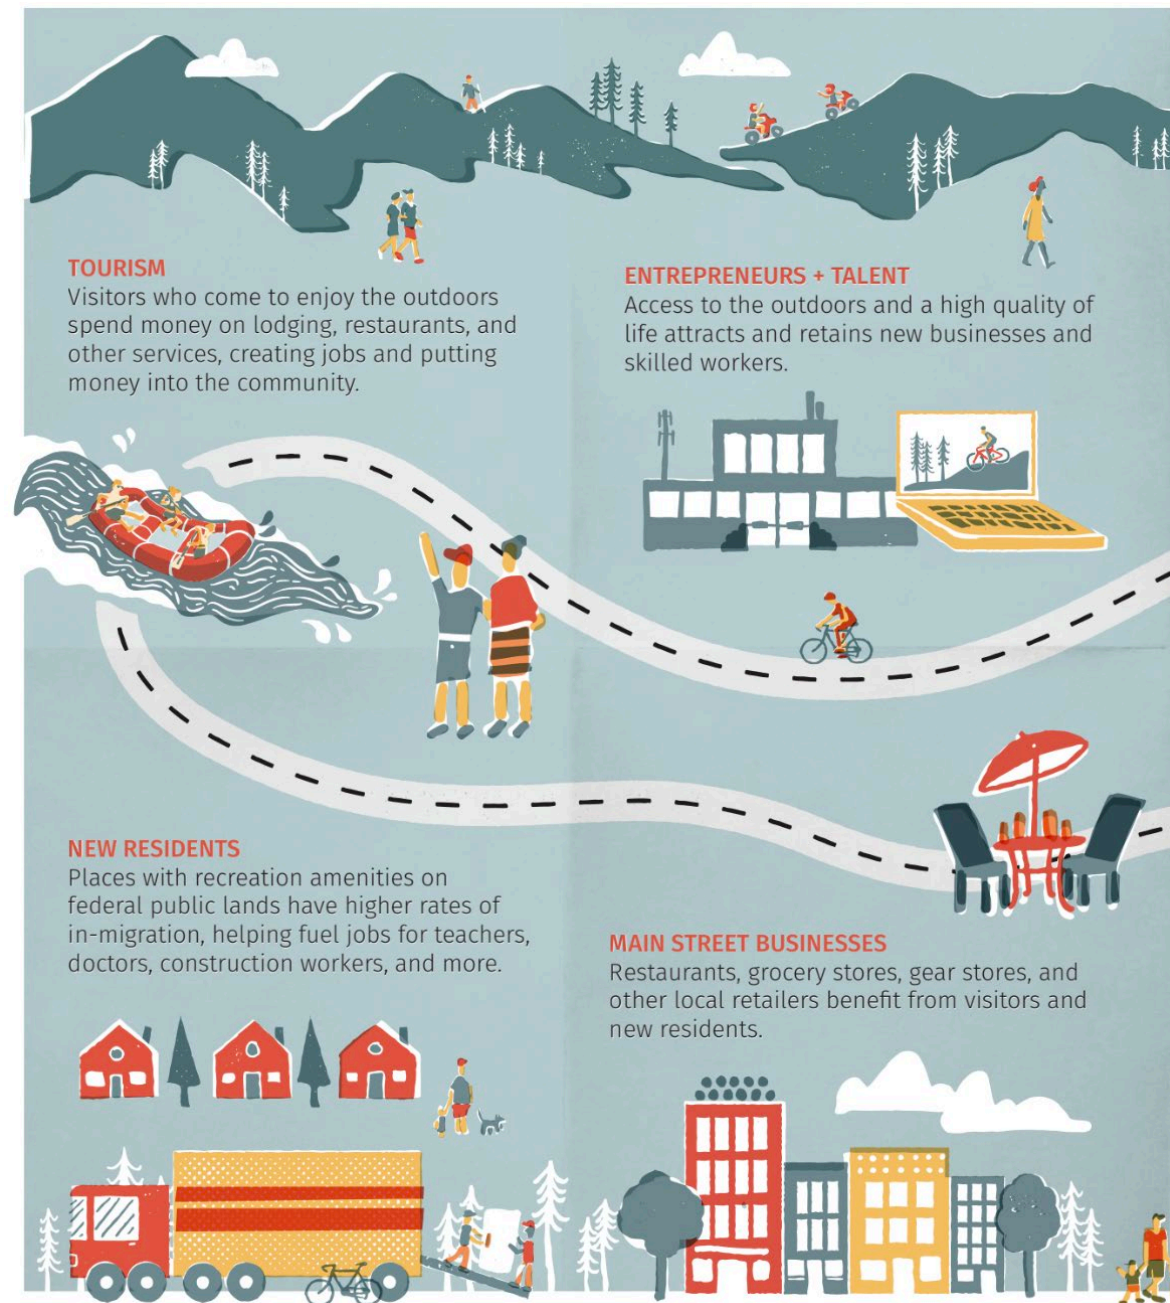 TOURISM
Visitors who come to enjoy the outdoors
spend money on lodging, restaurants, and
other services, creating jobs and putting
money into the community.
ENTREPRENEURS + TALENT
Access to the outdoors and a high quality of
life attracts and retains new businesses and
skilled workers.
NEW RESIDENTS
Places with recreation amenities on
federal public lands have higher rates of
in-migration, helping fuel jobs for teachers,
doctors, construction workers, and more.
MAIN STREET BUSINESSES
Restaurants, grocery stores, gear stores, and
other local retailers benefit from visitors and
new residents.